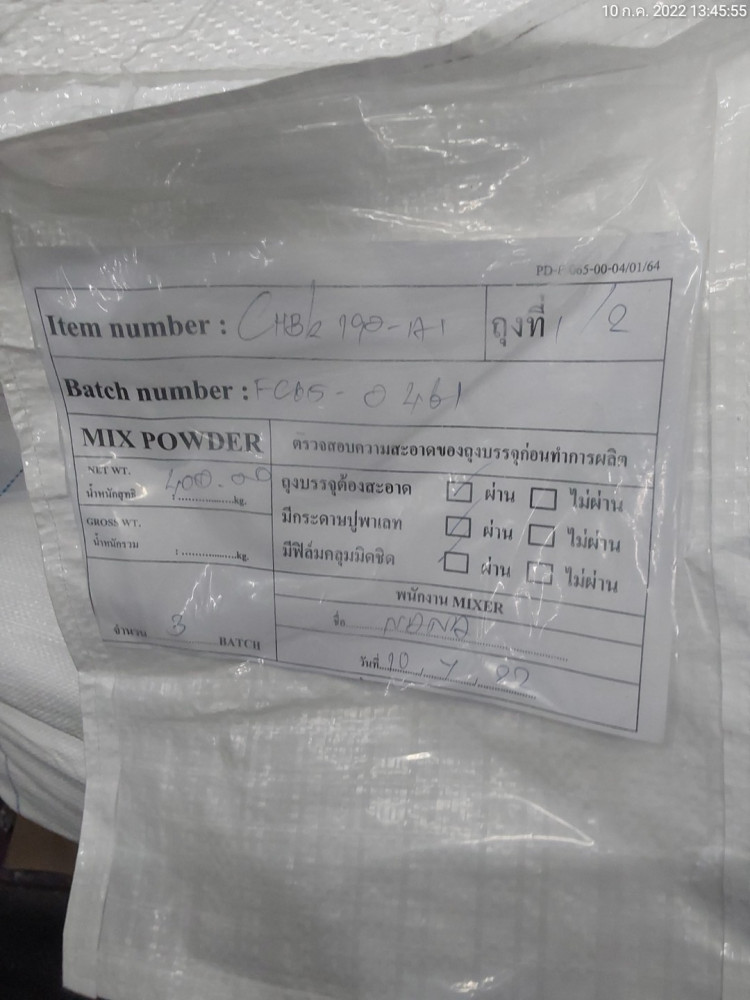 10 ก.ค. 2022 13:45:55
PD-F-065-00-04/01/64
Item number : 190-A1 ถุงที่ 1/2
Batch number : - 0461
MIX POWDER
ตรวจสอบความสะอาดของถุงบรรจุก่อนทำการผลิต
NET WT.
น้ำหนักสุทธิ : 400.00 kg.
ถุงบรรจุต้องสะอาด ผ่าน ไม่ผ่าน
มีกระดาษปูพาเลท ผ่าน ไม่ผ่าน
GROSS WT.
น้ำหนักรวม : ............kg.
มีฟิล์มคลุมมิดชิด ผ่าน ไม่ผ่าน
พนักงาน MIXER
ชื่อ NANA
จำนวน 3 BATCH
วันที่ 10, 7, 22